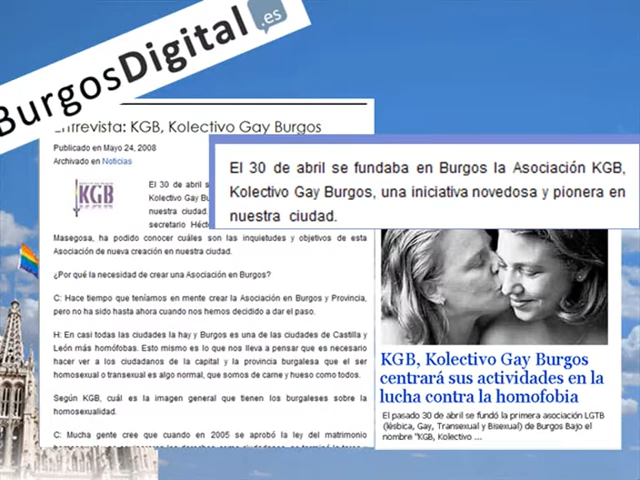 BurgosDigital .es
Entrevista: KGB, Kolectivo Gay Burgos
Publicado en Mayo 24, 2008
Archivado en Noticias
KGB
El 30 de abril s
Kolectivo Gay Bu
nuestra ciudad.
secretario Héct
Masegosa, ha podido conocer cuáles son las inquietudes y objetivos de esta
Asociación de nueva creación en nuestra ciudad.
¿Por qué la necesidad de crear una Asociación en Burgos?
C: Hace tiempo que teníamos en mente crear la Asociación en Burgos y Provincia,
pero no ha sido hasta ahora cuando nos hemos decidido a dar el paso.
H: En casi todas las ciudades la hay y Burgos es una de las ciudades de Castilla y
León más homófobas. Esto mismo es lo que nos lleva a pensar que es necesario
hacer ver a los ciudadanos de la capital y la provincia burgalesa que el ser
homosexual o transexual es algo normal, que somos de carne y hueso como todos.
Según KGB, cuál es la imagen general que tienen los burgaleses sobre la
homosexualidad.
C: Mucha gente cree que cuando en 2005 se aprobó la ley del matrimonio
El 30 de abril se fundaba en Burgos la Asociación KGB,
Kolectivo Gay Burgos, una iniciativa novedosa y pionera en
nuestra ciudad.
KGB, Kolectivo Gay Burgos
centrará sus actividades en la
lucha contra la homofobia
El pasado 30 de abril se fundó la primera asociación LGTB
(lésbica, Gay, Transexual y Bisexual) de Burgos Bajo el
nombre "KGB, Kolectivo ...